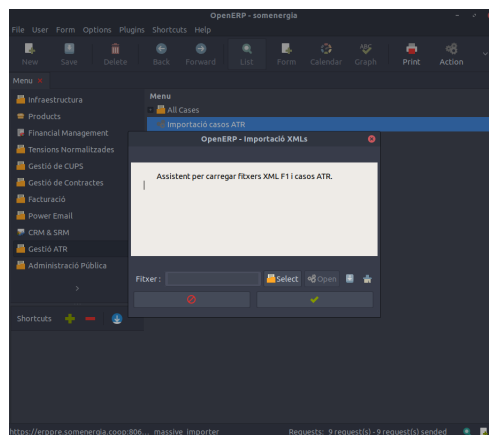 OpenERP - somenergia
File User Form Options Plugins Shortcuts Help
New Save Delete Back Forward List Form Calendar Graph Print Action
Menu
Infraestructura
Products
Financial Management
Tensions Normalitzades
Gestió de CUPS
Gestió de Contractes
Facturació
Power Email
CRM & SRM
Gestió ATR
Administració Pública
Shortcuts
Menu
All Cases
Importació casos ATR
OpenERP - Importació XMLs
Assistent per carregar fitxers XML F1 i casos ATR.
Fitxer : Select Open
https://erppre.somenergia.coop:806... massive_importer Requests: 9 request(s) - 9 request(s) sended